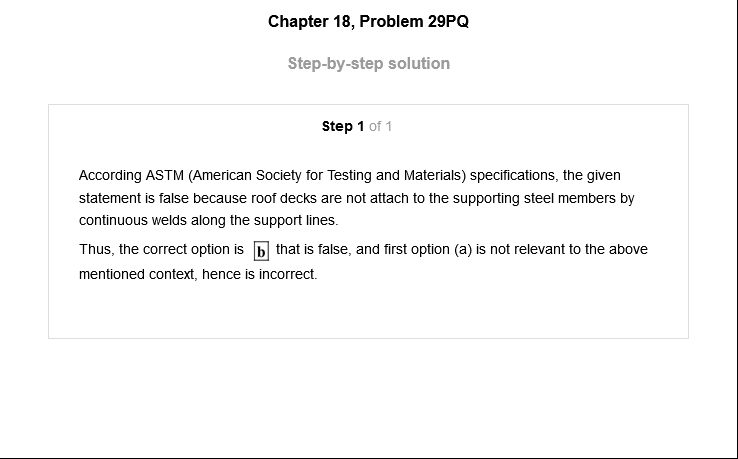 Chapter 18, Problem 29PQ
Step-by-step solution
Step 1 of 1
According ASTM (American Society for Testing and Materials) specifications, the given
statement is false because roof decks are not attach to the supporting steel members by
continuous welds along the support lines.
Thus, the correct option is b that is false, and first option (a) is not relevant to the above
mentioned context, hence is incorrect.